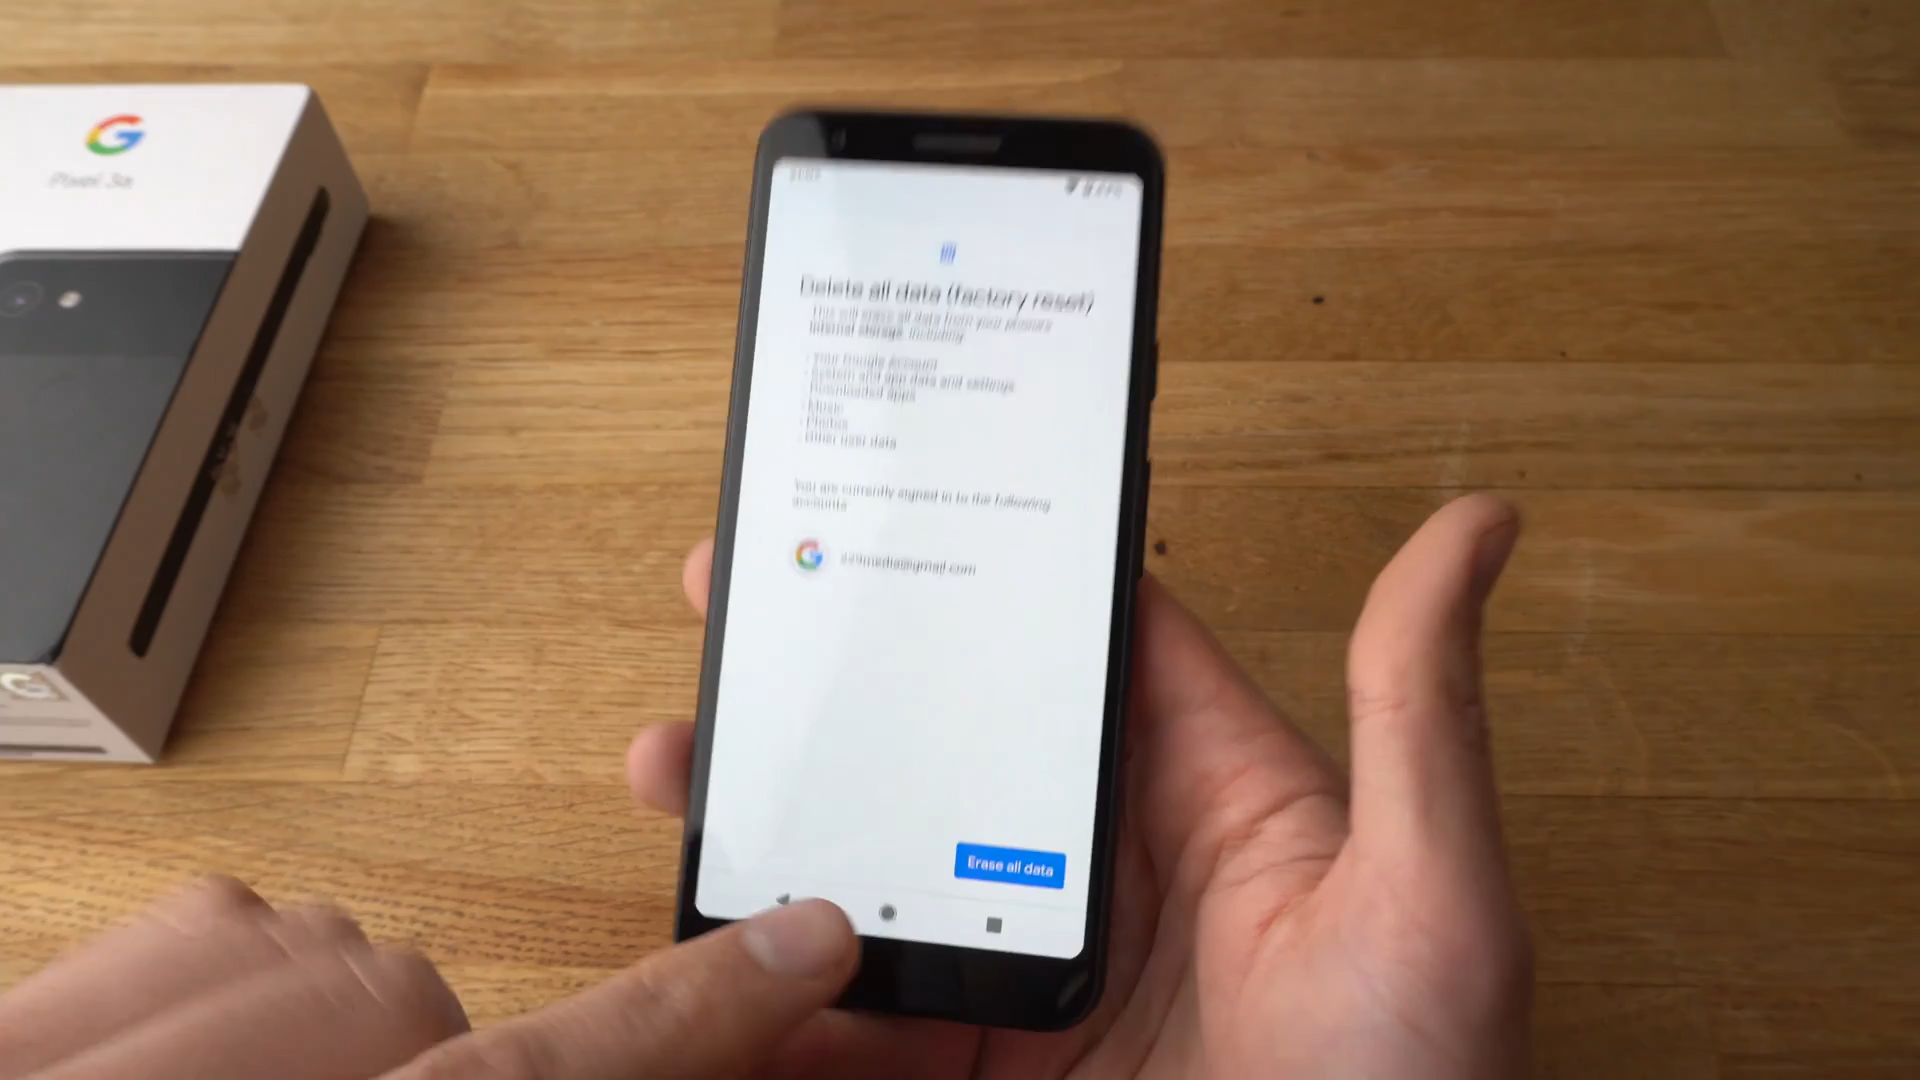 Pixel 3a
Delete all data (factory reset)
This will erase all data from your phone's
internal storage, including:
· Your Google Account
· System and app data and settings
· Downloaded apps
· Music
· Photos
· Other user data
You are currently signed in to the following
accounts
Erase all data